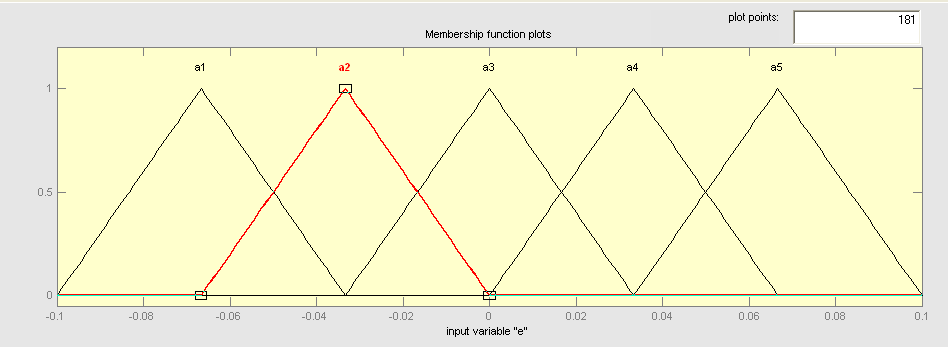 plot points: 181
Membership function plots
a1 a2 a3 a4 a5
1
0.5
0
-0.1 -0.08 -0.06 -0.04 -0.02 0 0.02 0.04 0.06 0.08 0.1
input variable "e"